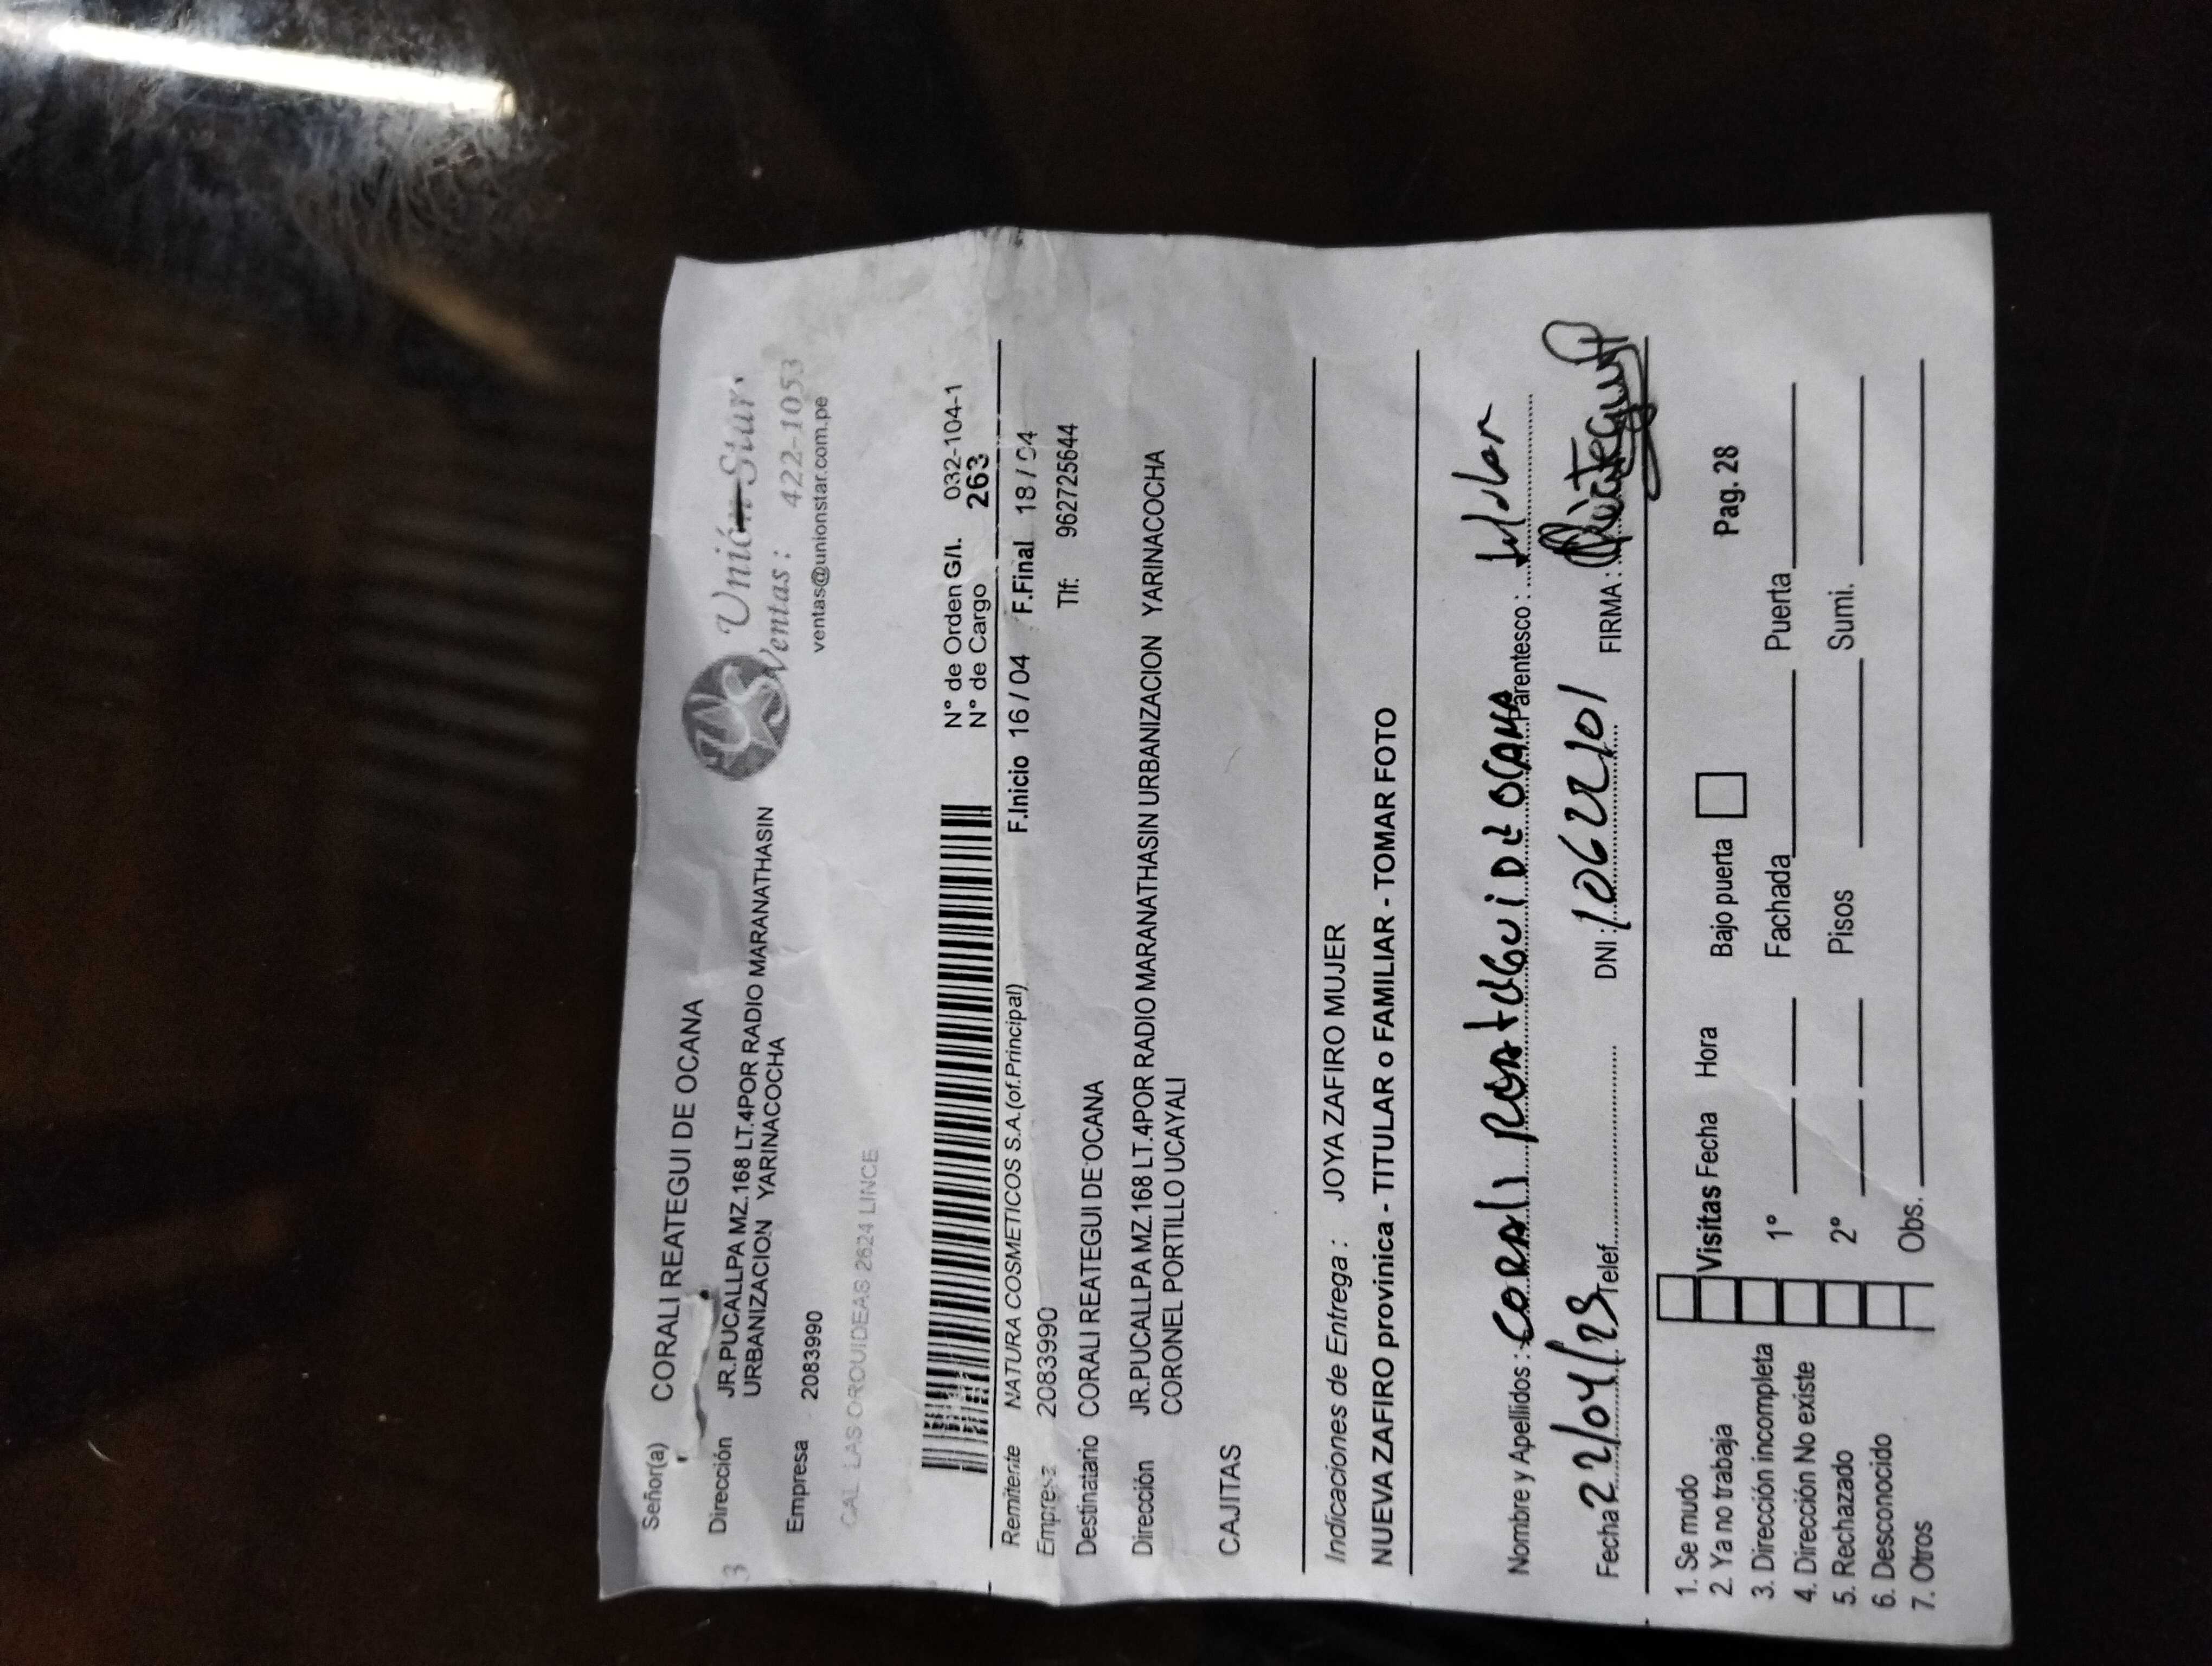 Señor(a) CORALI REATEGUI DE OCANA
Dirección JR.PUCALLPA MZ.168 LT.4POR RADIO MARANATHASIN
URBANIZACION YARINACOCHA
Empresa 2083990
CAL LAS ORQUIDEAS 2624 LINCE
3
US Unión Star.
Ventas : 422-1053
ventas@unionstar.com.pe
N° de Orden G/l. 032-104-1
N° de Cargo 263
Remitente NATURA COSMETICOS S.A.(of.Principal) F.Inicio 16 / 04 F.Final 18 / 04
Empresa 2083990 Tlf: 962725644
Destinatario CORALI REATEGUI DE OCANA
Dirección JR.PUCALLPA MZ.168 LT.4POR RADIO MARANATHASIN URBANIZACION YARINACOCHA
CORONEL PORTILLO UCAYALI
CAJITAS
Indicaciones de Entrega : JOYA ZAFIRO MUJER
NUEVA ZAFIRO provinica - TITULAR o FAMILIAR - TOMAR FOTO
Nombre y Apellidos : CORALI REATEGUI DE OCAMA Parentesco :
Fecha 22/04/23 Telef. DNI : 10622101 FIRMA :
1. Se mudo
2. Ya no trabaja
3. Dirección incompleta
4. Dirección No existe
5. Rechazado
6. Desconocido
7. Otros
Visitas Fecha Hora Bajo puerta Pag. 28
1° Fachada Puerta
2° Pisos Sumi.
Obs.